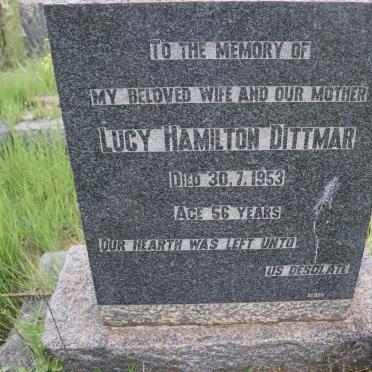 TO THE MEMORY OF
MY BELOVED WIFE AND OUR MOTHER
LUCY HAMILTON DITTMAR
DIED 30.7.1953
AGE 56 YEARS
OUR HEARTH WAS LEFT UNTO
US DESOLATE